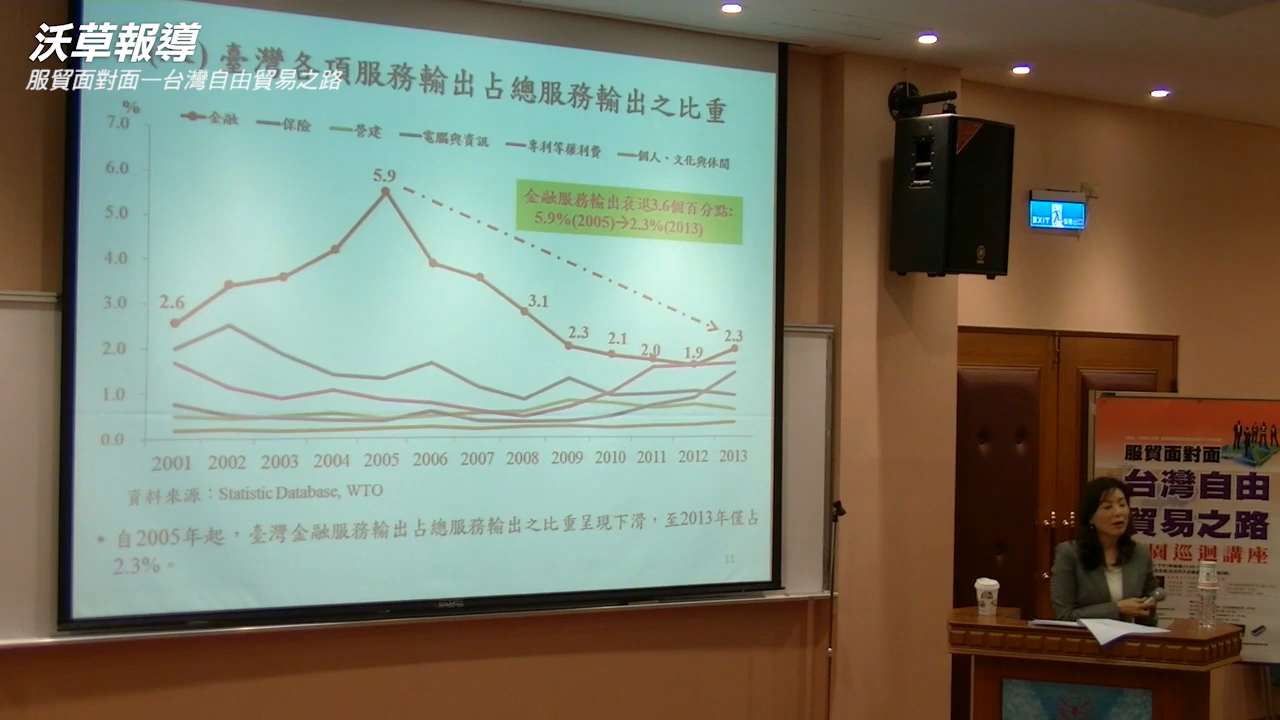 沃草報導
服貿面對面—台灣自由貿易之路
) 臺灣各項服務輸出占總服務輸出之比重
%
金融 保險 營建 電腦與資訊 專利等權利費 個人、文化與休閒
7.0
6.0
5.0
4.0
3.0
2.0
1.0
0.0
2.6
5.9
3.1
2.3
2.1
2.0
1.9
2.3
金融服務輸出衰退3.6個百分點:
5.9%(2005)→2.3%(2013)
2001 2002 2003 2004 2005 2006 2007 2008 2009 2010 2011 2012 2013
資料來源：Statistic Database, WTO
• 自2005年起，臺灣金融服務輸出占總服務輸出之比重呈現下滑，至2013年僅占
2.3%。
11
EXIT
服貿面對面
台灣自由
貿易之路
園巡迴講座